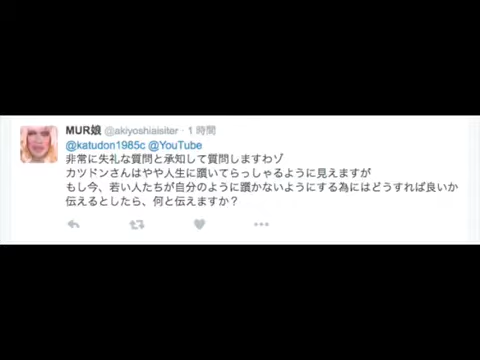 MUR娘 @akiyoshiaisiter · 1 時間
@katudon1985c @YouTube
非常に失礼な質問と承知して質問しますわゾ
カツドンさんはやや人生に躓いてらっしゃるように見えますが
もし今、若い人たちが自分のように躓かないようにする為にはどうすれば良いか
伝えるとしたら、何と伝えますか？